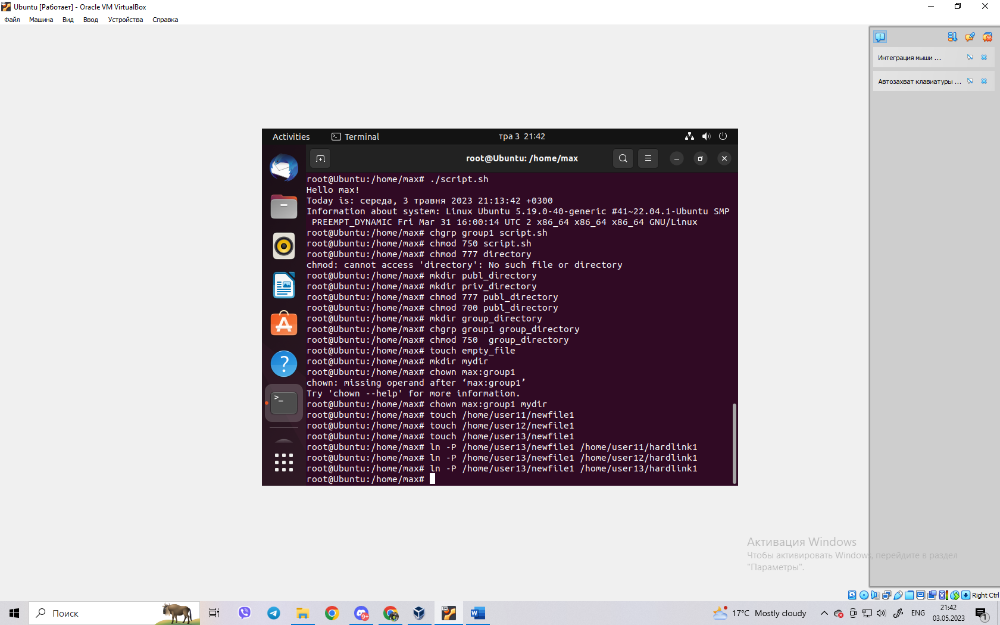 Ubuntu [Работает] - Oracle VM VirtualBox
Файл Машина Вид Ввод Устройства Справка
Интеграция мыши ...
Автозахват клавиатуры ...
Activities Terminal тра 3 21:42
root@Ubuntu: /home/max
root@Ubuntu:/home/max# ./script.sh
Hello max!
Today is: середа, 3 травня 2023 21:13:42 +0300
Information about system: Linux Ubuntu 5.19.0-40-generic #41~22.04.1-Ubuntu SMP
PREEMPT_DYNAMIC Fri Mar 31 16:00:14 UTC 2 x86_64 x86_64 x86_64 GNU/Linux
root@Ubuntu:/home/max# chgrp group1 script.sh
root@Ubuntu:/home/max# chmod 750 script.sh
root@Ubuntu:/home/max# chmod 777 directory
chmod: cannot access 'directory': No such file or directory
root@Ubuntu:/home/max# mkdir publ_directory
root@Ubuntu:/home/max# mkdir priv_directory
root@Ubuntu:/home/max# chmod 777 publ_directory
root@Ubuntu:/home/max# chmod 700 publ_directory
root@Ubuntu:/home/max# mkdir group_directory
root@Ubuntu:/home/max# chgrp group1 group_directory
root@Ubuntu:/home/max# chmod 750  group_directory
root@Ubuntu:/home/max# touch empty_file
root@Ubuntu:/home/max# mkdir mydir
root@Ubuntu:/home/max# chown max:group1
chown: missing operand after ‘max:group1’
Try 'chown --help' for more information.
root@Ubuntu:/home/max# chown max:group1 mydir
root@Ubuntu:/home/max# touch /home/user11/newfile1
root@Ubuntu:/home/max# touch /home/user12/newfile1
root@Ubuntu:/home/max# touch /home/user13/newfile1
root@Ubuntu:/home/max# ln -P /home/user13/newfile1 /home/user11/hardlink1
root@Ubuntu:/home/max# ln -P /home/user13/newfile1 /home/user12/hardlink1
root@Ubuntu:/home/max# ln -P /home/user13/newfile1 /home/user13/hardlink1
root@Ubuntu:/home/max#
Активация Windows
Чтобы активировать Windows, перейдите в раздел
"Параметры".
Right Ctrl
Поиск
9+
64
17°C Mostly cloudy
ENG
21:42
03.05.2023
1